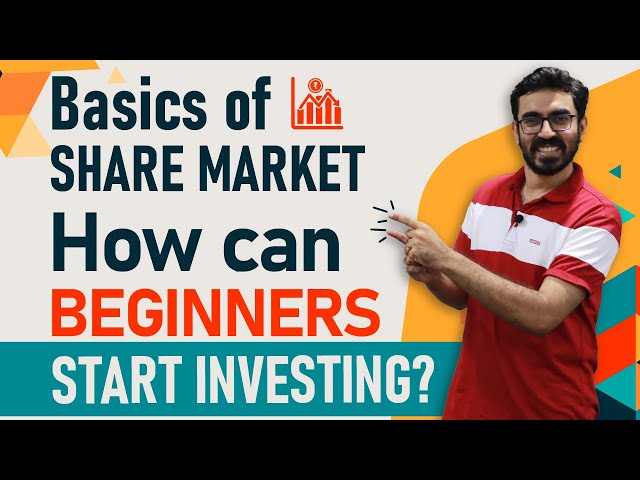 Basics of
SHARE MARKET
How can
BEGINNERS
START INVESTING?